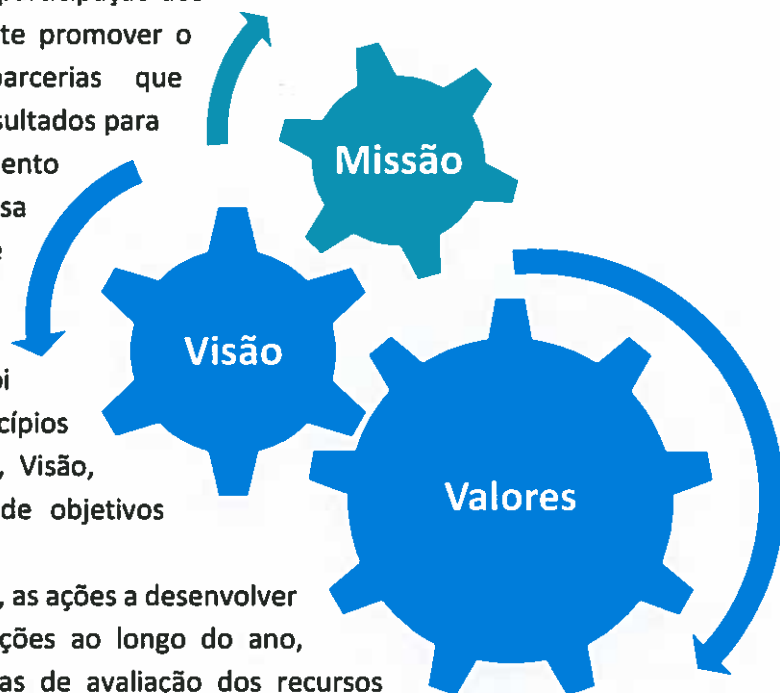 te promover o
parcerias que
sultados para
ento
sa
e
oi
cípios
, Visão,
de objetivos
, as ações a desenvolver
ções ao longo do ano,
as de avaliação dos recursos
Missão
Visão
Valores